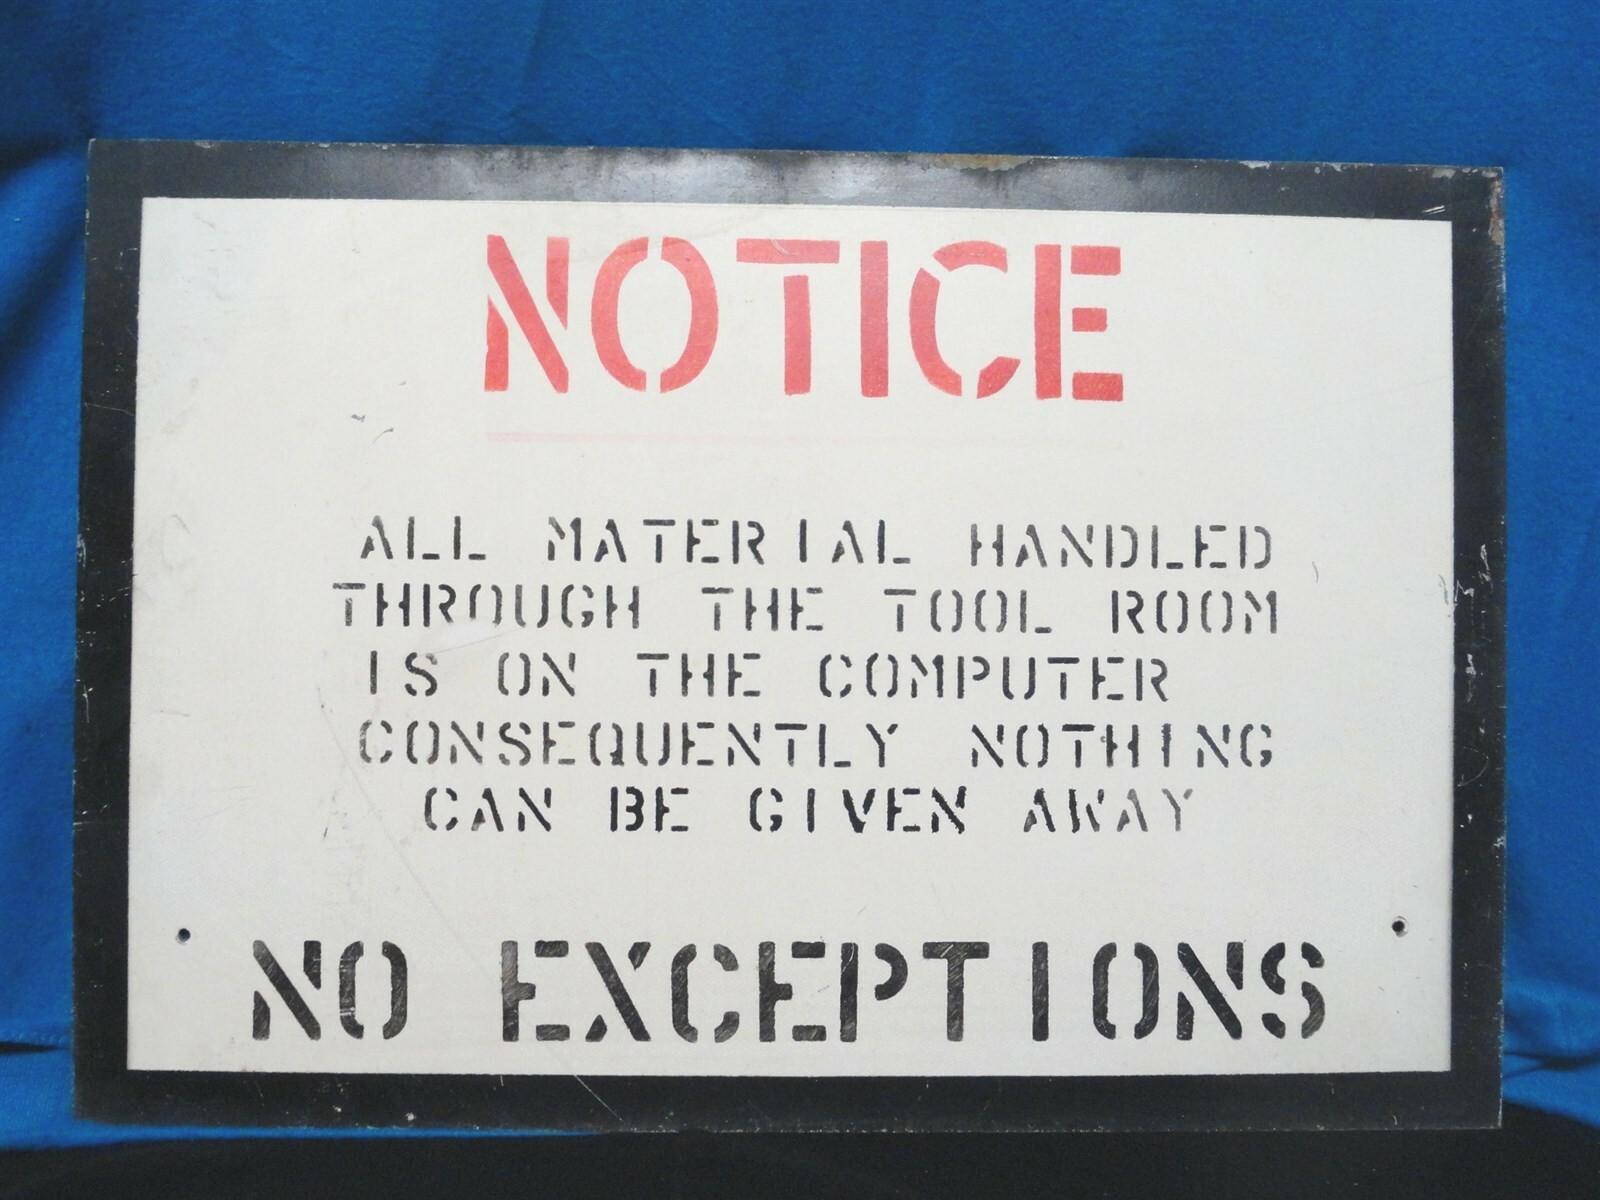 NOTICE
ALL MATERIAL HANDLED
THROUGH THE TOOL ROOM
IS ON THE COMPUTER
CONSEQUENTLY NOTHING
CAN BE GIVEN AWAY
NO EXCEPTIONS